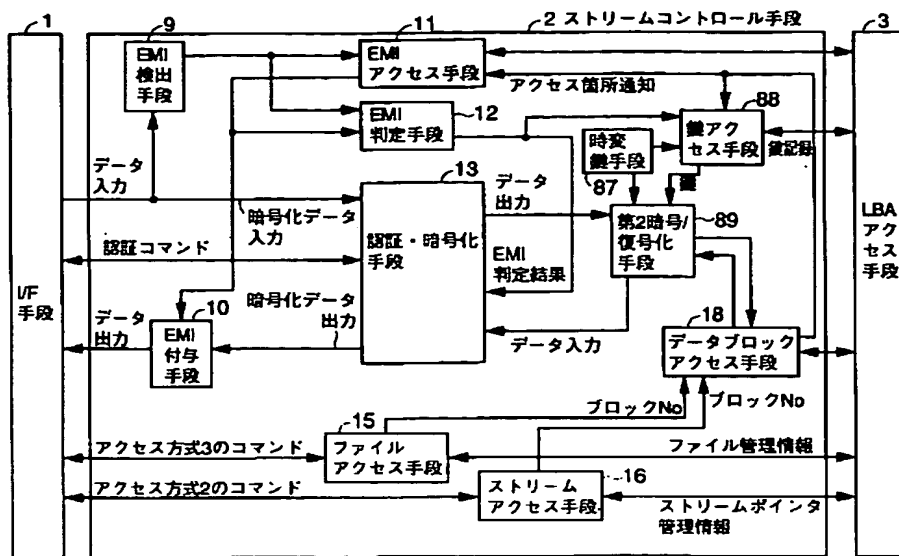 1
2 ストリームコントロール手段
3
9
EMI
検出
手段
11
EMI
アクセス手段
アクセス箇所通知
88
鍵アク
セス手段
12
EMI
判定手段
時変
鍵手段
87
鍵
鍵記録
データ
入力
13
データ
出力
89
第2暗号/
復号化
手段
LBA
アク
セス
手段
暗号化データ
入力
認証・暗号化
手段
認証コマンド
EMI
判定結果
I/F
手段
暗号化データ
出力
10
EMI
付与
手段
データ
出力
データ入力
18
データブロック
アクセス手段
ブロックNo
ブロックNo
15
ファイル
アクセス手段
アクセス方式3のコマンド
ファイル管理情報
16
ストリーム
アクセス手段
アクセス方式2のコマンド
ストリームポインタ
管理情報